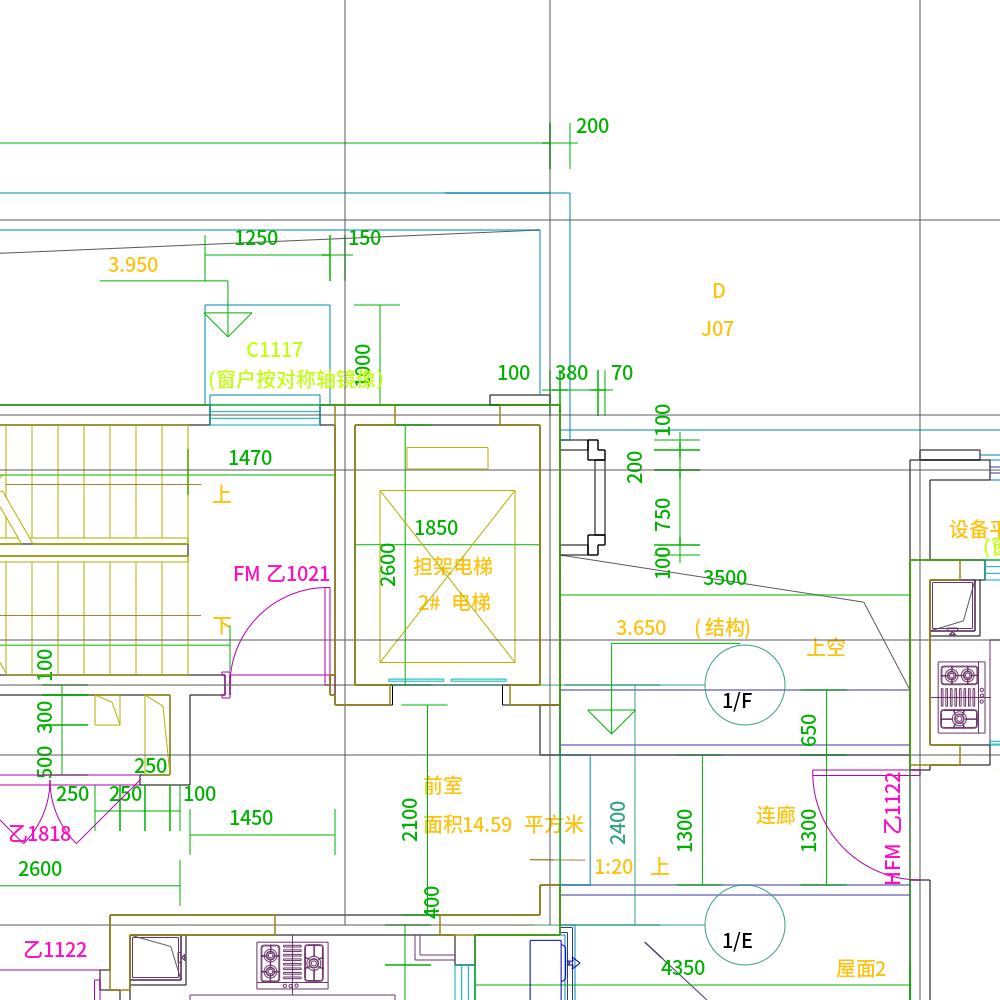 200
1250
150
3.950
D
J07
C1117
(窗户按对称轴镜像)
1000
100
380
70
100
200
750
100
1470
上
1850
2600
担架电梯
2# 电梯
FM 乙1021
下
3500
3.650 (结构)
上空
设备平
(窗
1/F
650
100
300
500
250
250
250
100
1450
乙1818
2600
前室
面积14.59 平方米
2100
400
2400
1300
1300
连廊
HFM 乙1122
1:20 上
乙1122
1/E
4350
屋面2